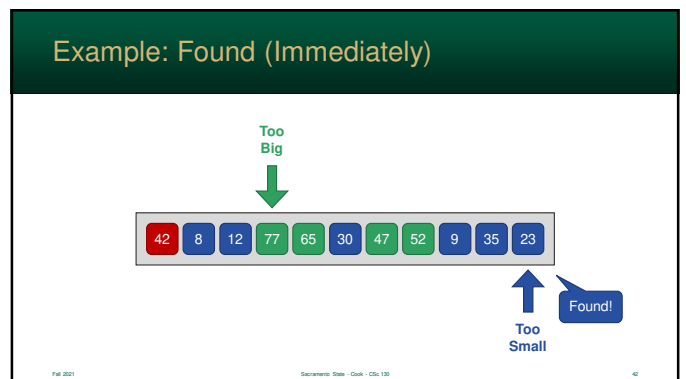 Example: Found (Immediately)
Too
Big
42 8 12 77 65 30 47 52 9 35 23
Found!
Too
Small
Fall 2021 Sacramento State - Cook - CSc 130 42